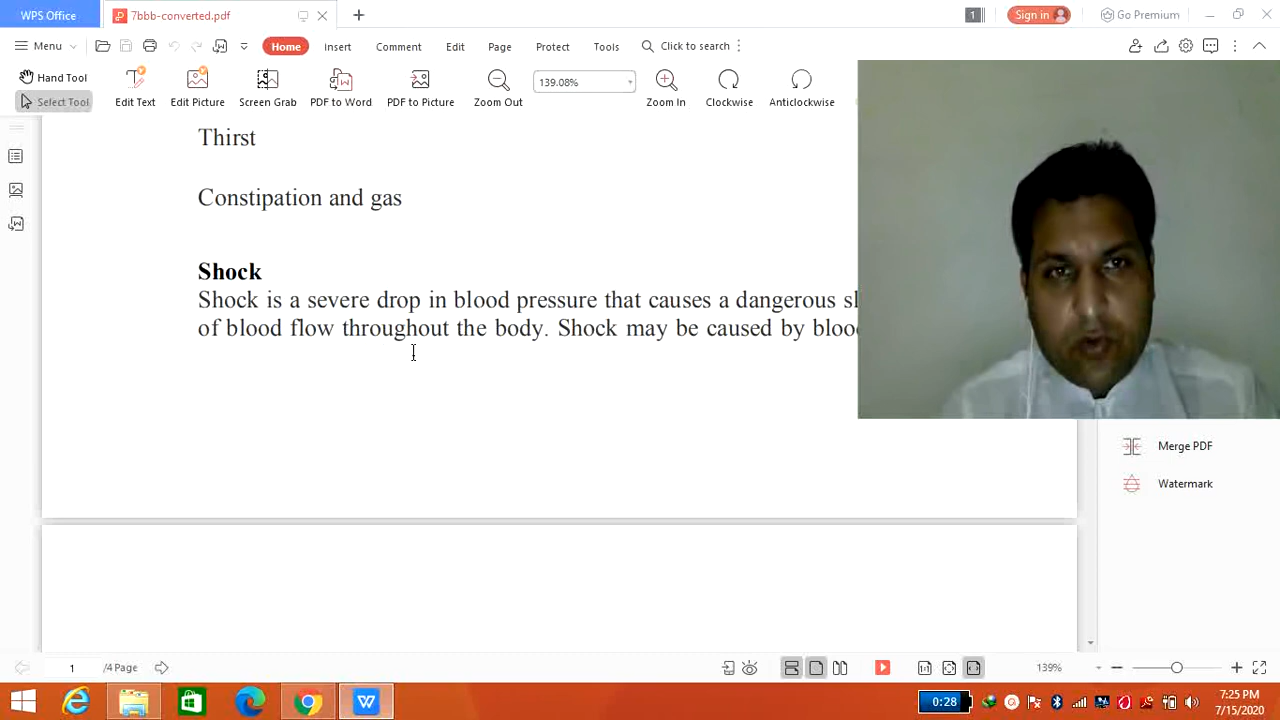 WPS Office
7bbb-converted.pdf
1
Sign in
Go Premium
Menu
Home
Insert
Comment
Edit
Page
Protect
Tools
Click to search
Hand Tool
Select Tool
Edit Text
Edit Picture
Screen Grab
PDF to Word
PDF to Picture
Zoom Out
139.08%
Zoom In
Clockwise
Anticlockwise
Thirst
Constipation and gas
Shock
Shock is a severe drop in blood pressure that causes a dangerous
of blood flow throughout the body. Shock may be caused by
Merge PDF
Watermark
1
/4 Page
139%
0:28
7:25 PM
7/15/2020